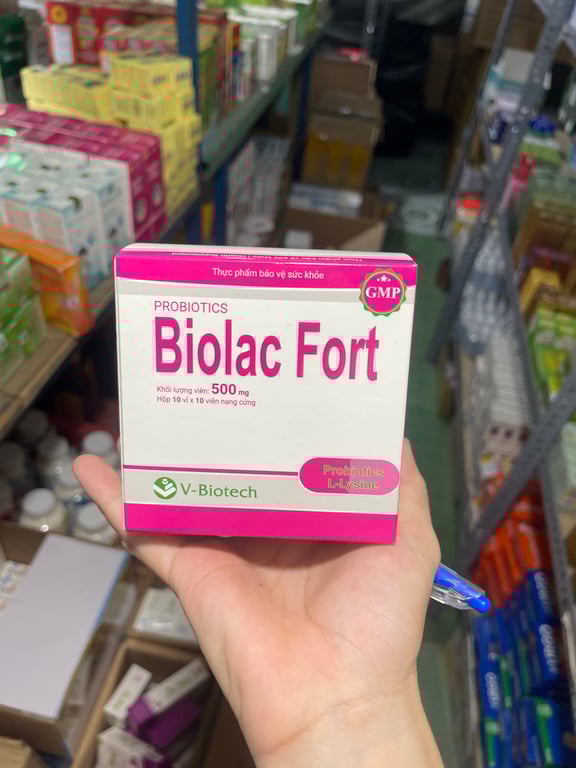 Thực phẩm bảo vệ sức khỏe
GMP
PROBIOTICS
Biolac Fort
Khối lượng viên: 500 mg
Hộp 10 vỉ x 10 viên nang cứng
Probiotics
L-Lysine
V-Biotech